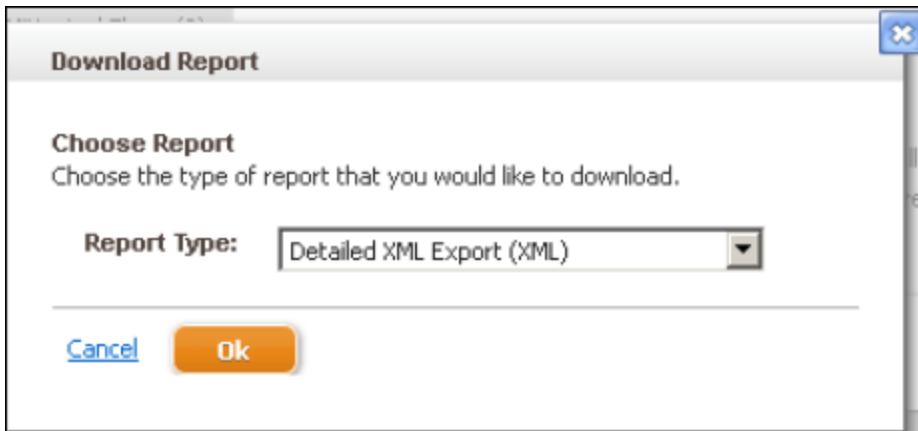 Download Report
Choose Report
Choose the type of report that you would like to download.
Report Type:
Detailed XML Export (XML)
Cancel
Ok